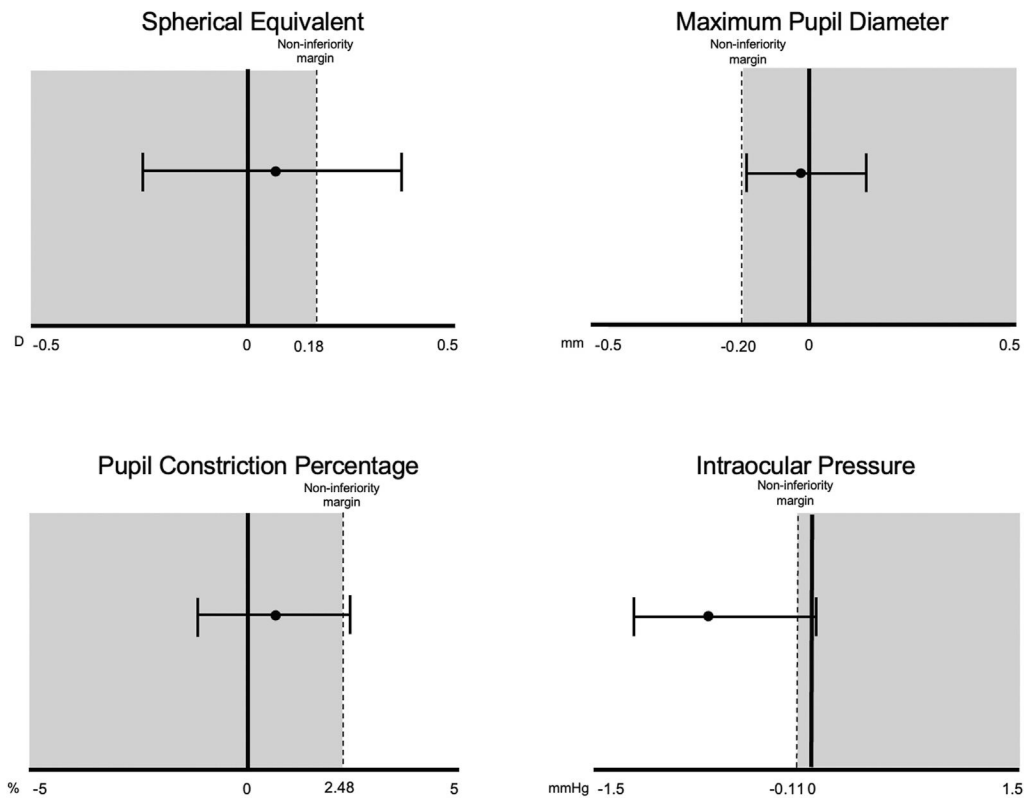 Spherical Equivalent
Non-inferiority
margin
D -0.5 0 0.18 0.5
Maximum Pupil Diameter
Non-inferiority
margin
mm -0.5 -0.20 0 0.5
Pupil Constriction Percentage
Non-inferiority
margin
% -5 0 2.48 5
Intraocular Pressure
Non-inferiority
margin
mmHg -1.5 -0.11 0 1.5